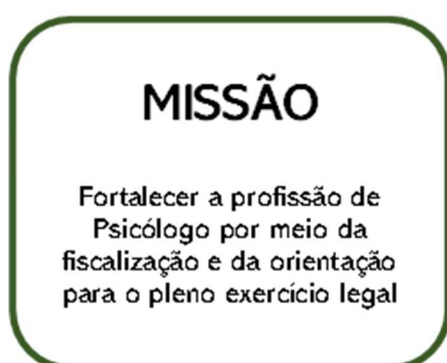 MISSÃO
Fortalecer a profissão de
Psicólogo por meio da
fiscalização e da orientação
para o pleno exercício legal